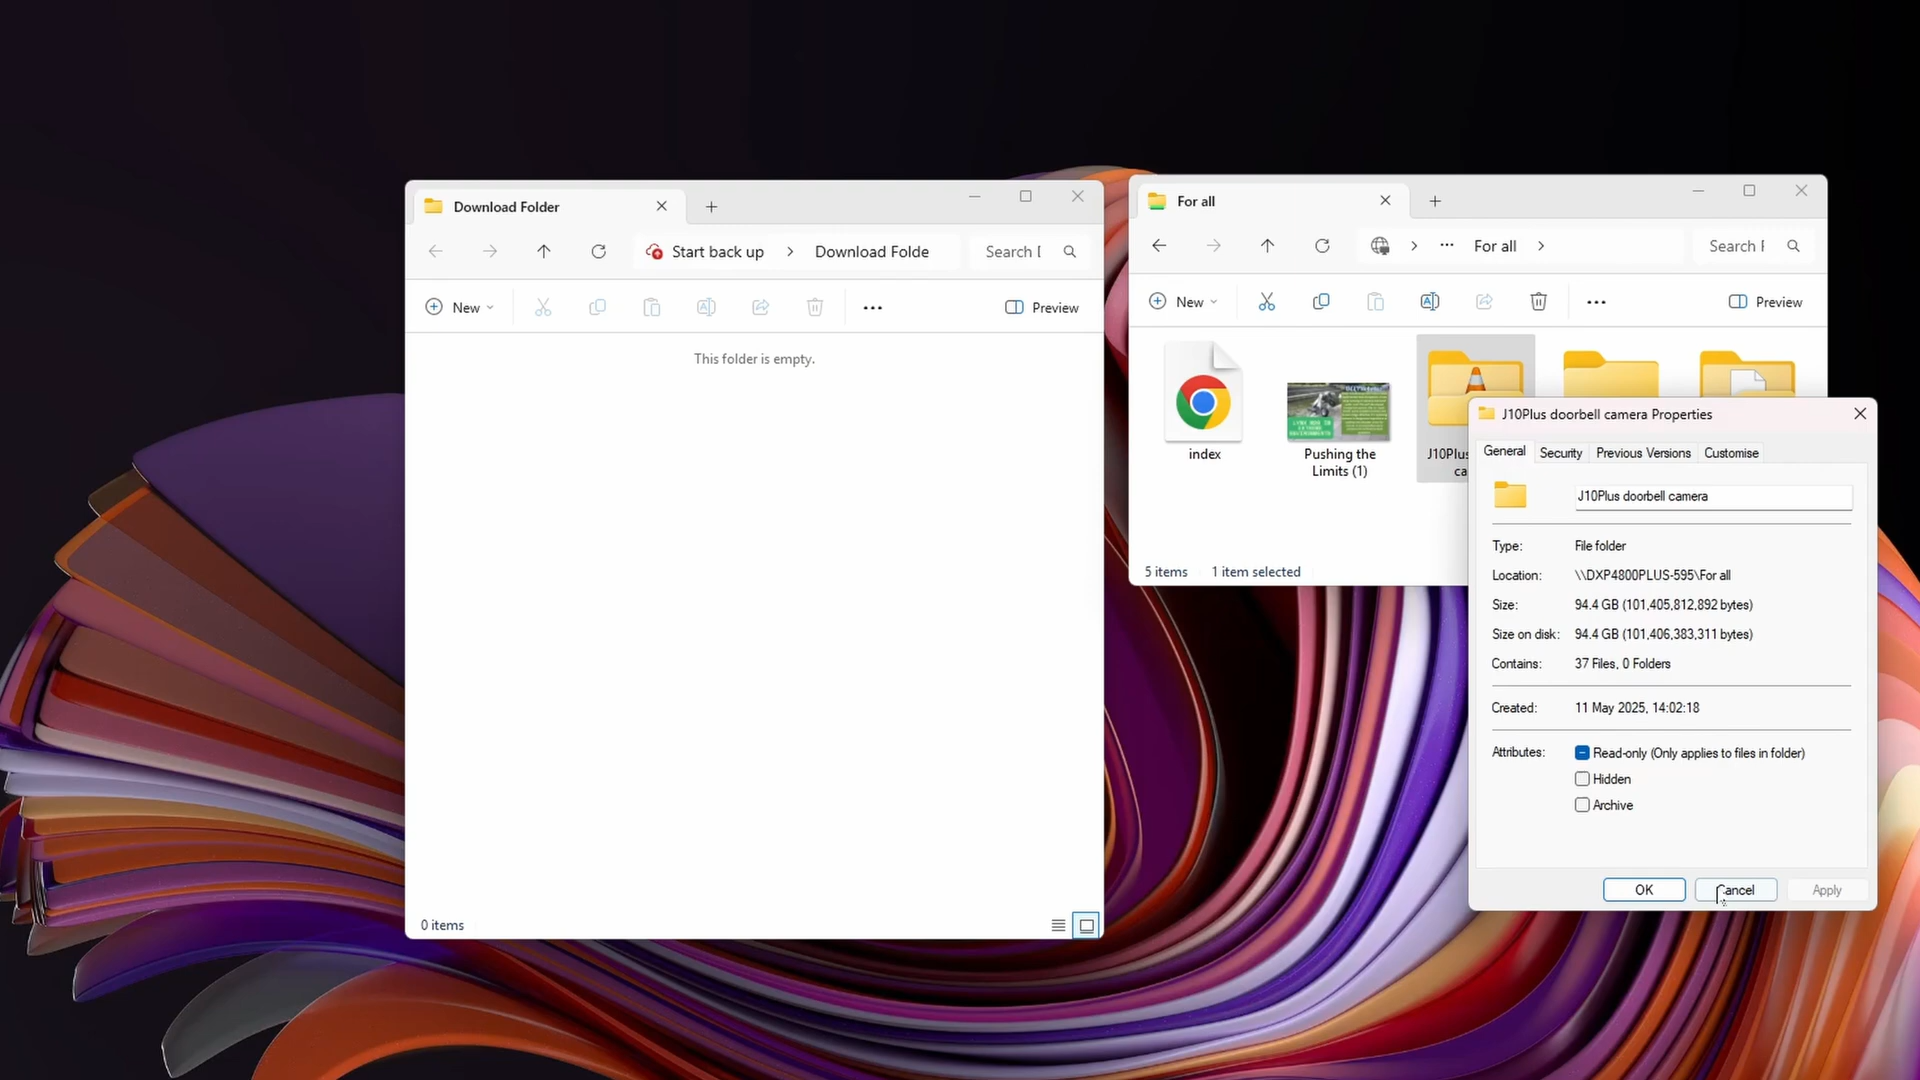 Download Folder
Start back up > Download Folde
Search [
New
Preview
This folder is empty.
0 items
For all
For all
Search F
New
Preview
index
Pushing the
Limits (1)
J10Plus
ca
5 items 1 item selected
J10Plus doorbell camera Properties
General Security Previous Versions Customise
J10Plus doorbell camera
Type: File folder
Location: \\DXP4800PLUS-595\For all
Size: 94.4 GB (101,405,812,892 bytes)
Size on disk: 94.4 GB (101,406,383,311 bytes)
Contains: 37 Files, 0 Folders
Created: 11 May 2025, 14:02:18
Attributes: Read-only (Only applies to files in folder)
Hidden
Archive
OK Cancel Apply